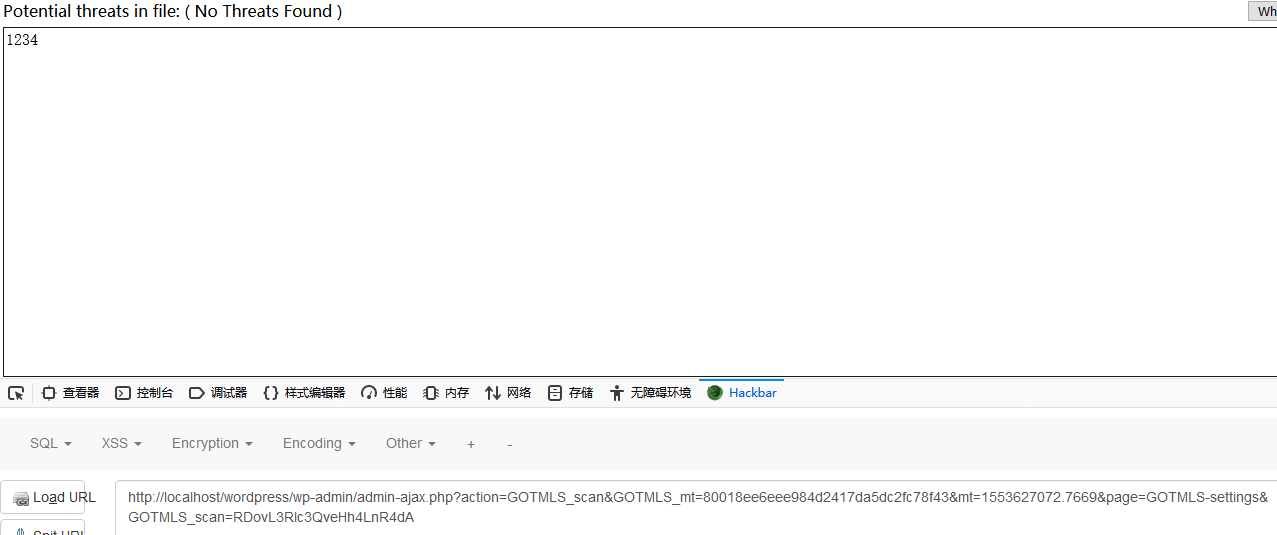 Potential threats in file: ( No Threats Found )
Wh
1234
查看器 控制台 调试器 样式编辑器 性能 内存 网络 存储 无障碍环境 Hackbar
SQL XSS Encryption Encoding Other + -
Load URL
http://localhost/wordpress/wp-admin/admin-ajax.php?action=GOTMLS_scan&GOTMLS_mt=80018ee6eee984d2417da5dc2fc78f43&mt=1553627072.7669&page=GOTMLS-settings&
GOTMLS_scan=RDovL3Rlc3QveHh4LnR4dA